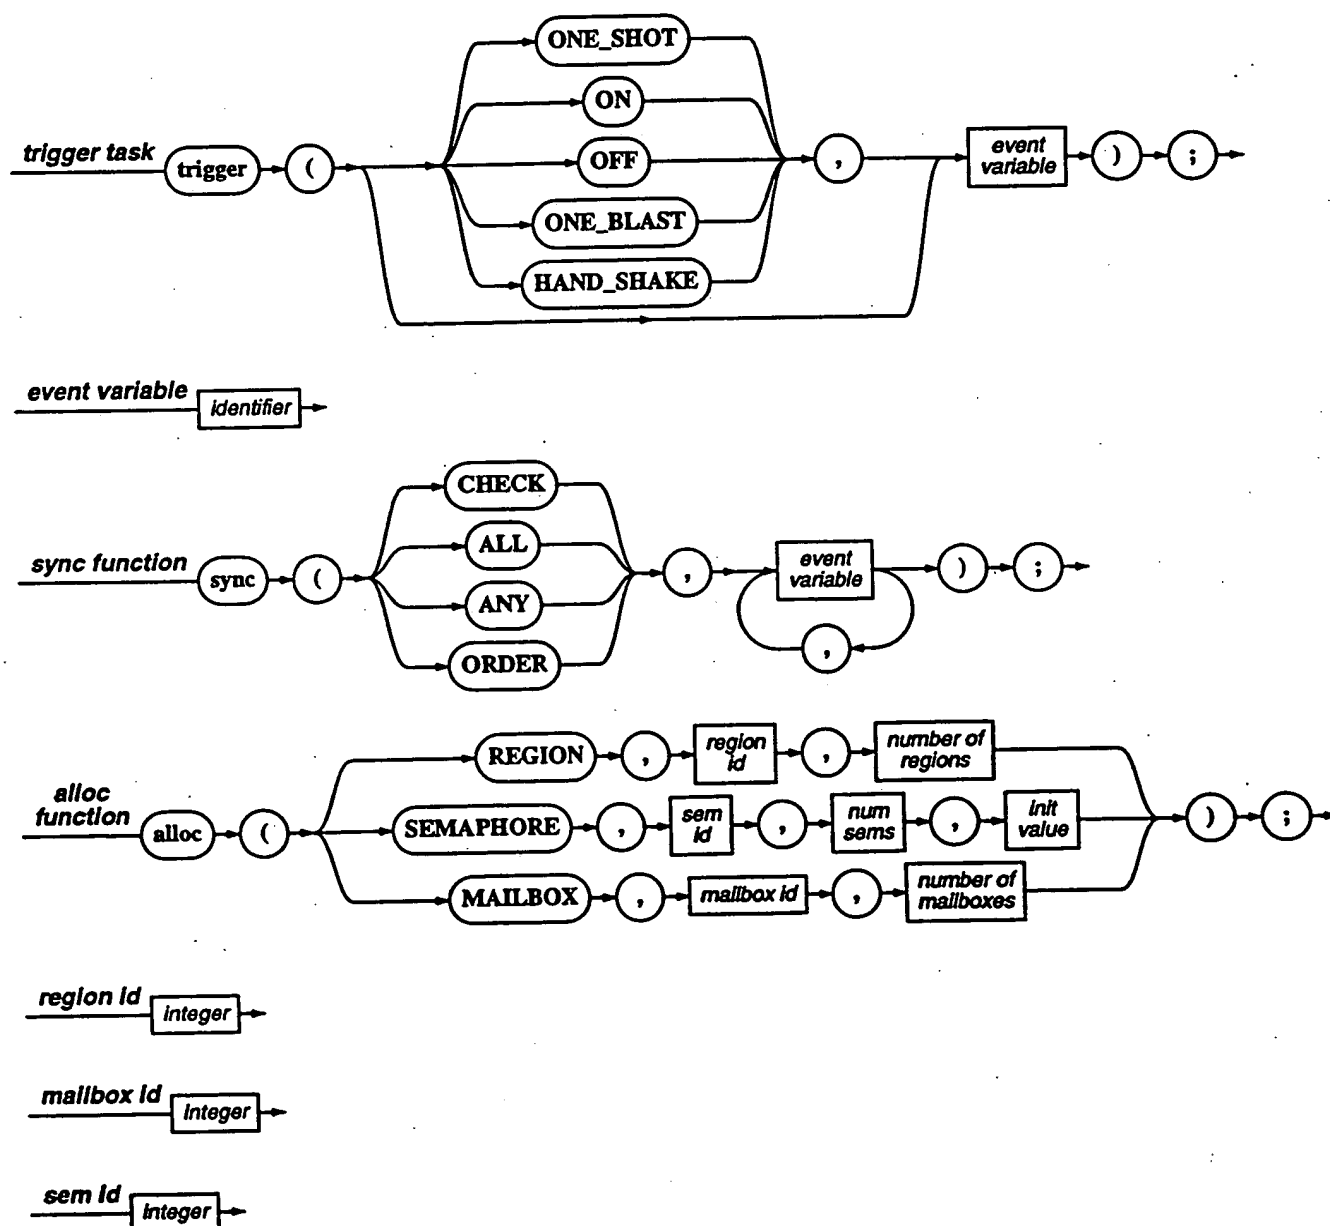 ONE_SHOT
ON
trigger task trigger ( OFF , event variable ) ;
ONE_BLAST
HAND_SHAKE
event variable identifier
CHECK
ALL
sync function sync ( , event variable ) ;
ANY
,
ORDER
REGION , region id , number of regions
alloc function alloc ( SEMAPHORE , sem id , num sems , init value ) ;
MAILBOX , mailbox id , number of mailboxes
region id integer
mailbox id integer
sem id integer